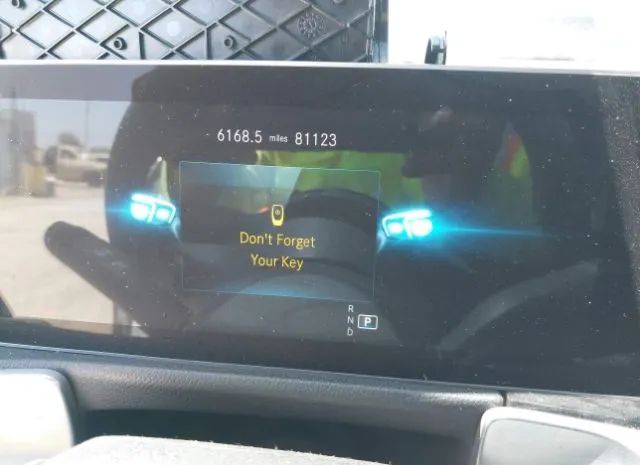 6168.5 miles 81123
Don't Forget
Your Key
R
N P
D